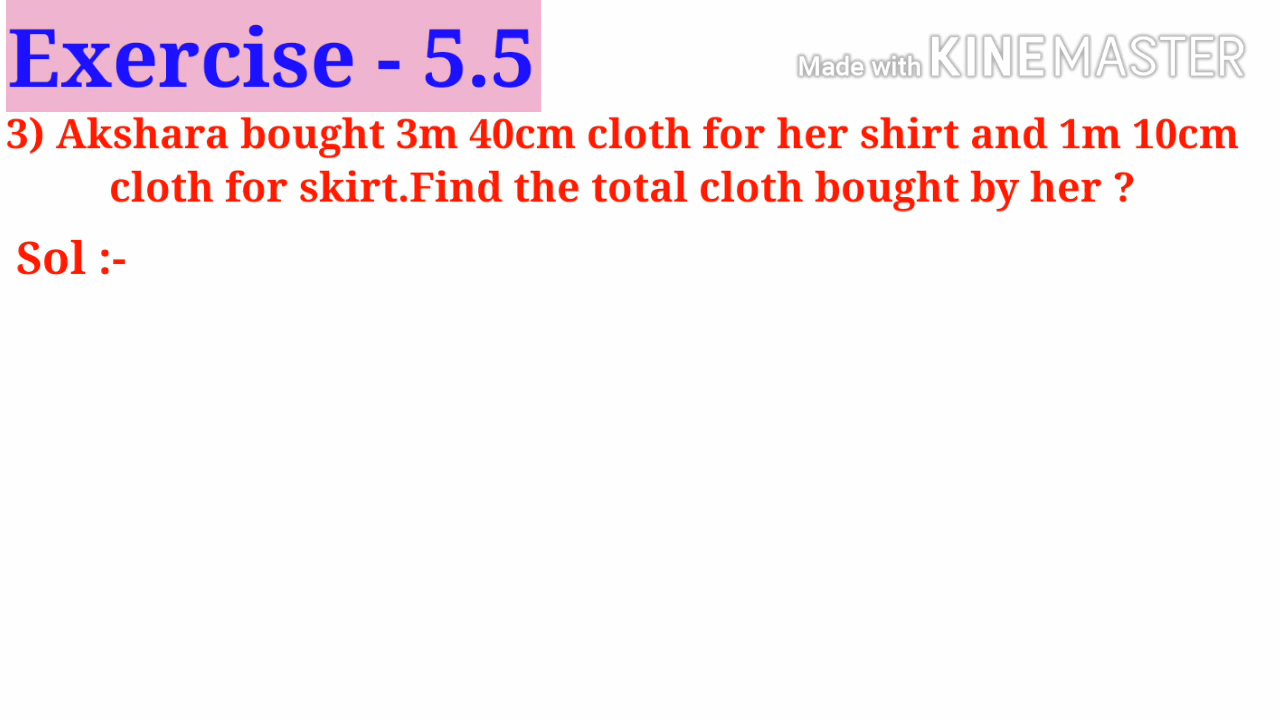 Exercise - 5.5
Made with KINEMASTER
3) Akshara bought 3m 40cm cloth for her shirt and 1m 10cm
cloth for skirt.Find the total cloth bought by her ?
Sol :-